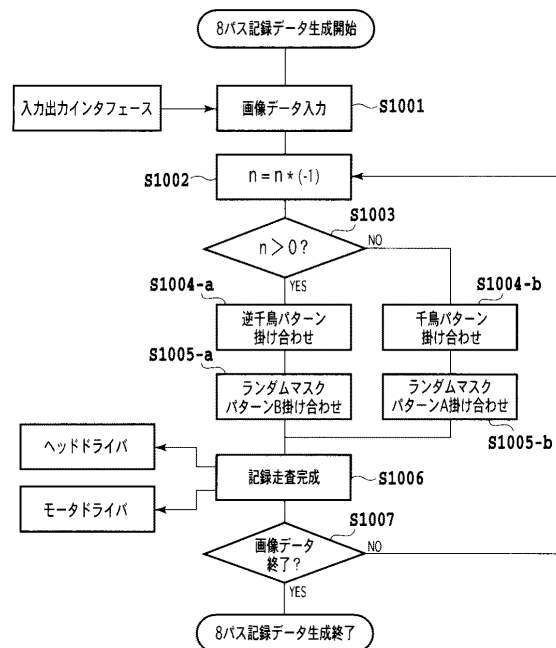 8パス記録データ生成開始
入力出力インタフェース
画像データ入力
S1001
S1002
n = n * (-1)
S1003
n > 0 ?
NO
YES
S1004-a
S1004-b
逆千鳥パターン
掛け合わせ
千鳥パターン
掛け合わせ
S1005-a
ランダムマスク
パターンB掛け合わせ
ランダムマスク
パターンA掛け合わせ
S1005-b
ヘッドドライバ
記録走査完成
S1006
モータドライバ
S1007
画像データ
終了?
NO
YES
8パス記録データ生成終了